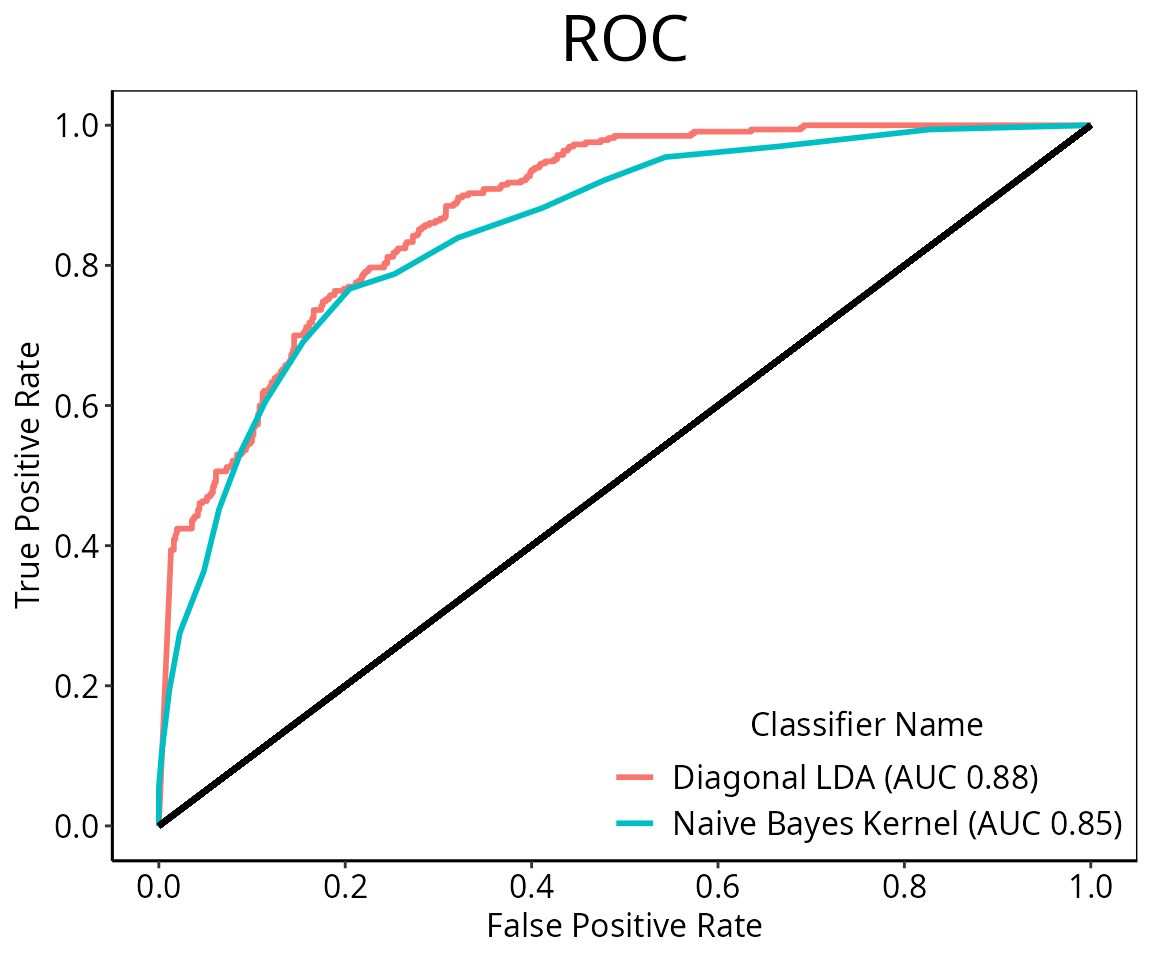 ROC
True Positive Rate
1.0
0.8
0.6
0.4
0.2
0.0
Classifier Name
Diagonal LDA (AUC 0.88)
Naive Bayes Kernel (AUC 0.85)
0.0 0.2 0.4 0.6 0.8 1.0
False Positive Rate